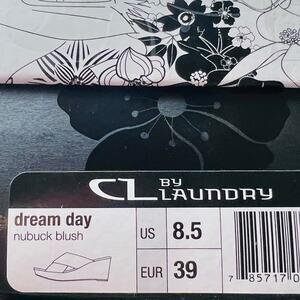 CL BY LAUNDRY
dream day
nubuck blush
US 8.5
EUR 39
7 85717 0